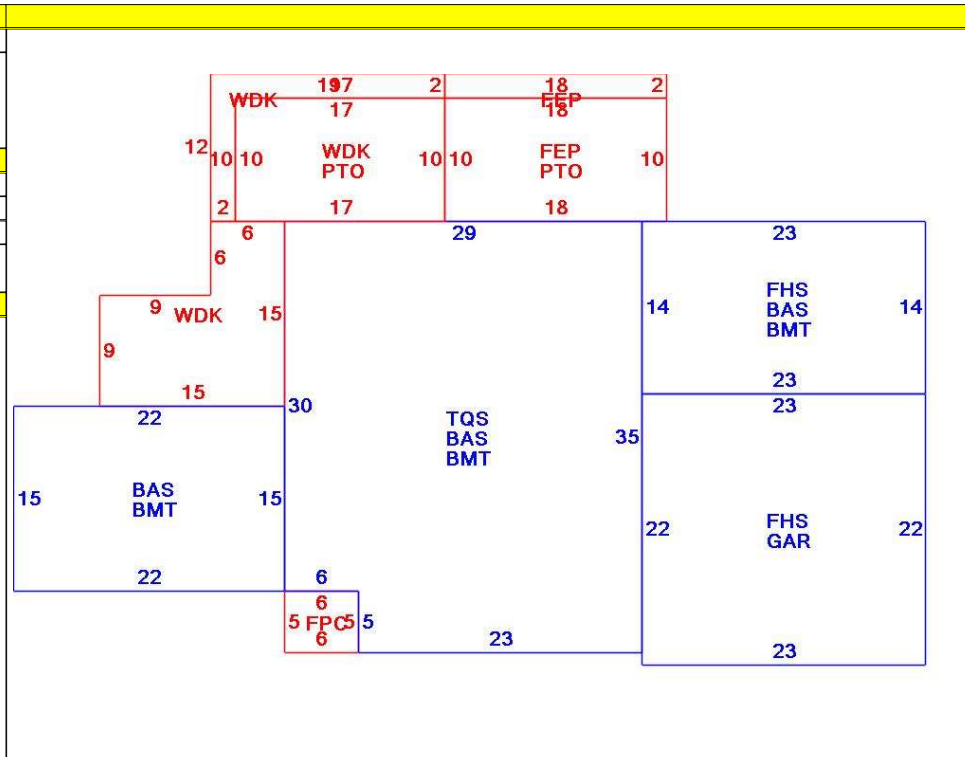 1917 2 18 2
WDK 17 18 FEP
12 10 10 WDK 10 10 FEP 10
PTO PTO
2 17 18
6 29 23
6
9 WDK 15 14 FHS 14
BAS
BMT
9
15 23
22 30 23
TQS
BAS 35
BMT
15 BAS 15
BMT
22 FHS 22
GAR
22 6
6
5 FPC 5 5
6 23 23